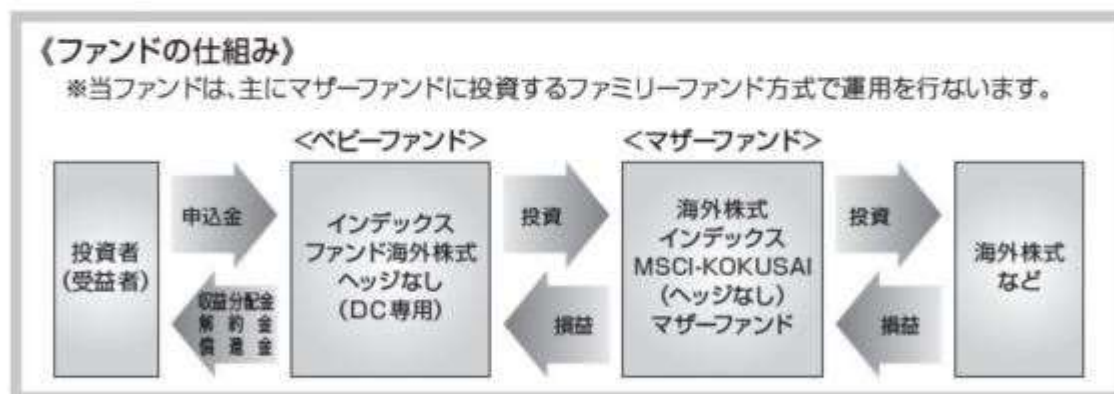 《ファンドの仕組み》
※当ファンドは、主にマザーファンドに投資するファミリーファンド方式で運用を行ないます。
<ベビーファンド>
<マザーファンド>
投資者
(受益者)
申込金
収益分配金
解約金
償還金
インデックス
ファンド海外株式
ヘッジなし
(DC専用)
投資
損益
海外株式
インデックス
MSCI-KOKUSAI
(ヘッジなし)
マザーファンド
投資
損益
海外株式
など